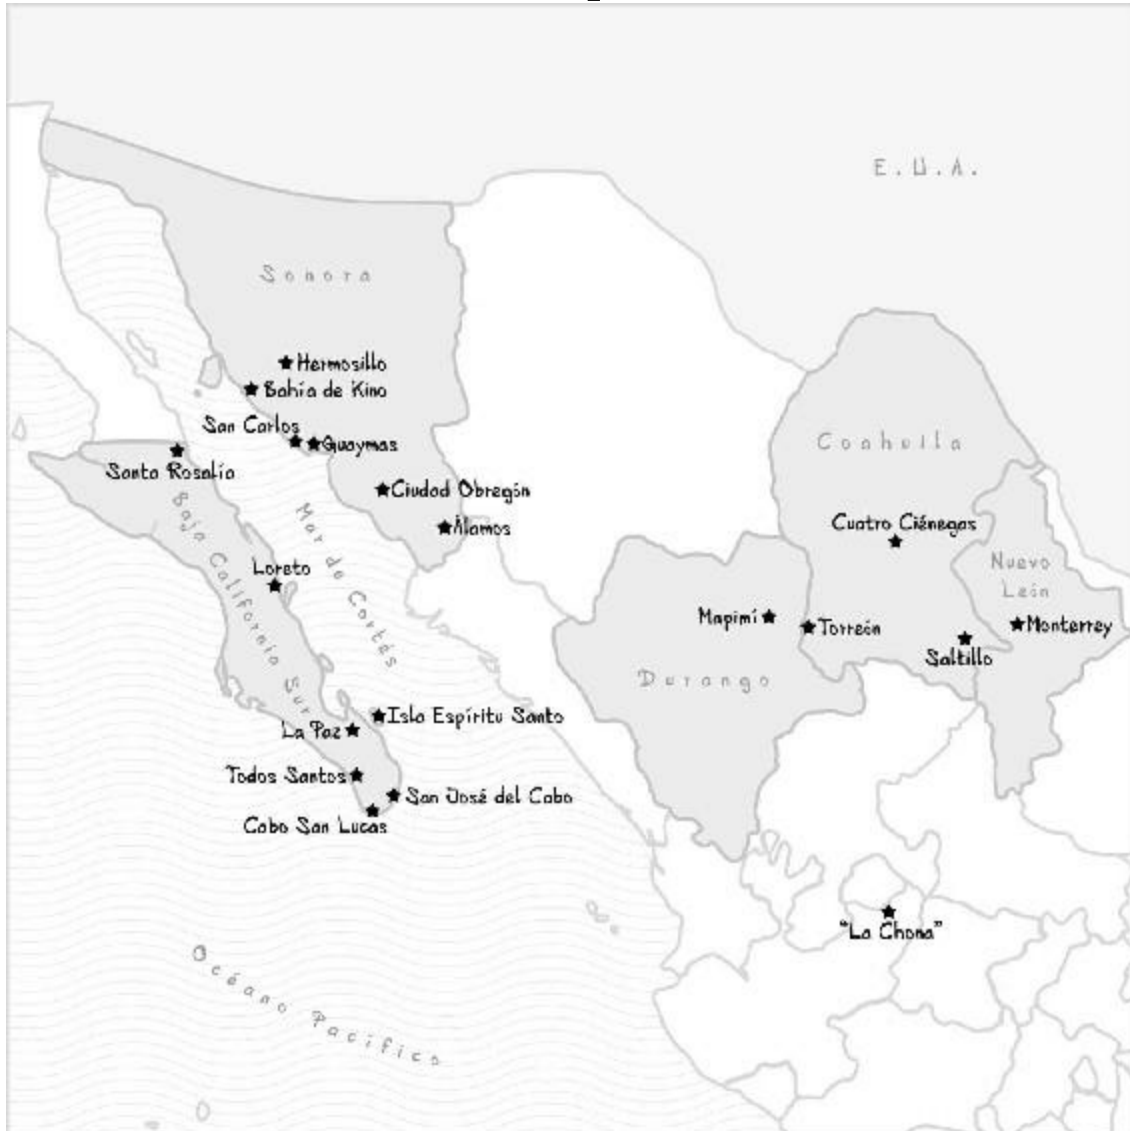 E.U.A.
Sonora
Hermosillo
Bahía de Kino
San Carlos
Guaymas
Coahuila
Santa Rosalía
Ciudad Obregón
Álamos
Cuatro Ciénegas
Baja California Sur
Mar de Cortés
Nuevo
León
Loreto
Mapimí
Torreón
Monterrey
Saltillo
Durango
Isla Espíritu Santo
La Paz
Todos Santos
San José del Cabo
Cabo San Lucas
"La Chona"
Océano Pacífico